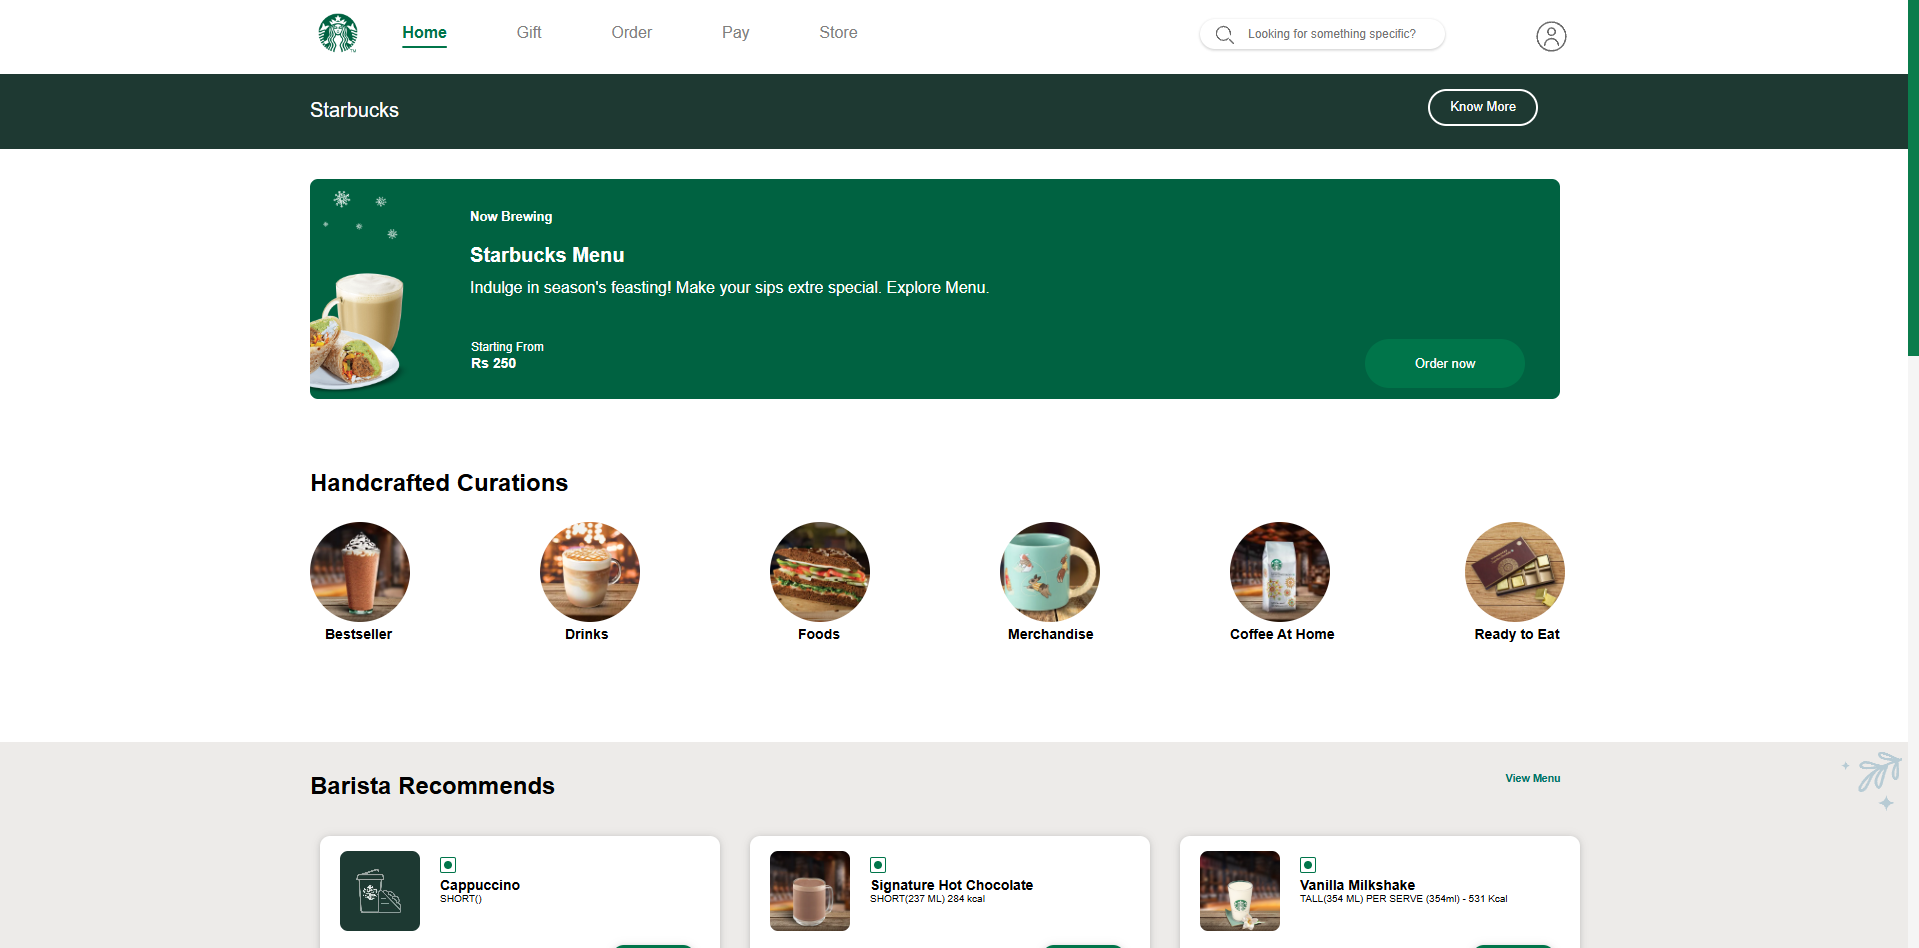 Home
Gift
Order
Pay
Store
Looking for something specific?
Starbucks
Know More
Now Brewing
Starbucks Menu
Indulge in season's feasting! Make your sips extre special. Explore Menu.
Starting From
Rs 250
Order now
Handcrafted Curations
Bestseller
Drinks
Foods
Merchandise
Coffee At Home
Ready to Eat
Barista Recommends
View Menu
Cappuccino
SHORT()
Signature Hot Chocolate
SHORT(237 ML) 284 kcal
Vanilla Milkshake
TALL(354 ML) PER SERVE (354ml) - 531 Kcal